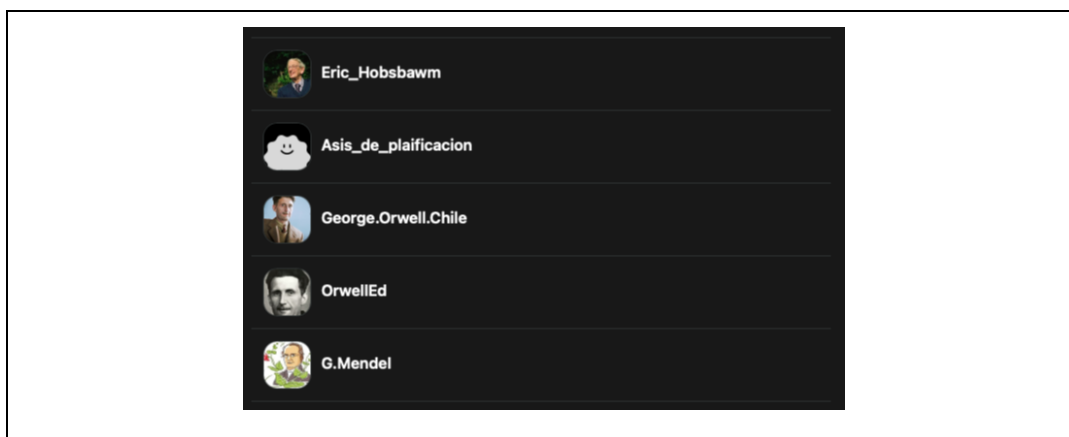 Eric_Hobsbawm
Asis_de_plaificacion
George.Orwell.Chile
OrwellEd
G.Mendel